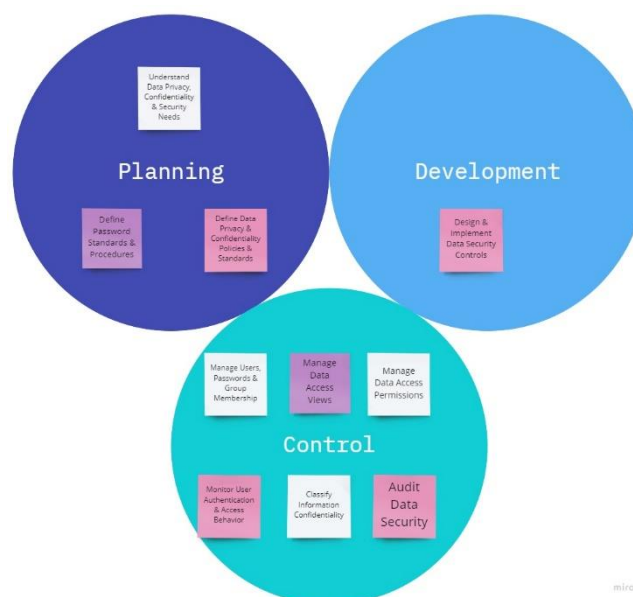 Understand
Data Privacy,
Confidentiality
& Security
Needs
Planning
Development
Define
Password
Standards &
Procedures
Define Data
Privacy &
Confidentiality
Policies &
Standards
Design &
Implement
Data Security
Controls
Manage Users,
Passwords &
Group
Membership
Manage
Data
Access
Views
Manage
Data Access
Permissions
Control
Monitor User
Authentication
& Access
Behavior
Classify
Information
Confidentiality
Audit
Data
Security
miro